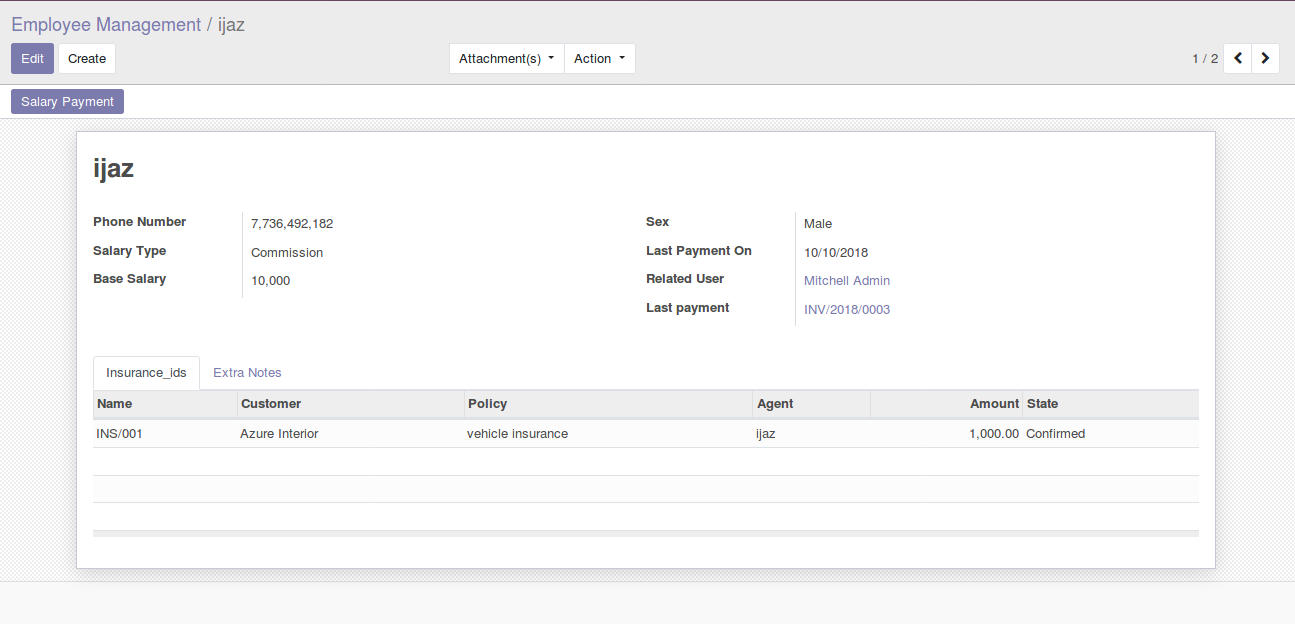 Employee Management / ijaz
Edit Create Attachment(s) Action 1 / 2
Salary Payment
ijaz
Phone Number 7,736,492,182 Sex Male
Salary Type Commission Last Payment On 10/10/2018
Base Salary 10,000 Related User Mitchell Admin
Last payment INV/2018/0003
Insurance_ids Extra Notes
Name Customer Policy Agent Amount State
INS/001 Azure Interior vehicle insurance ijaz 1,000.00 Confirmed